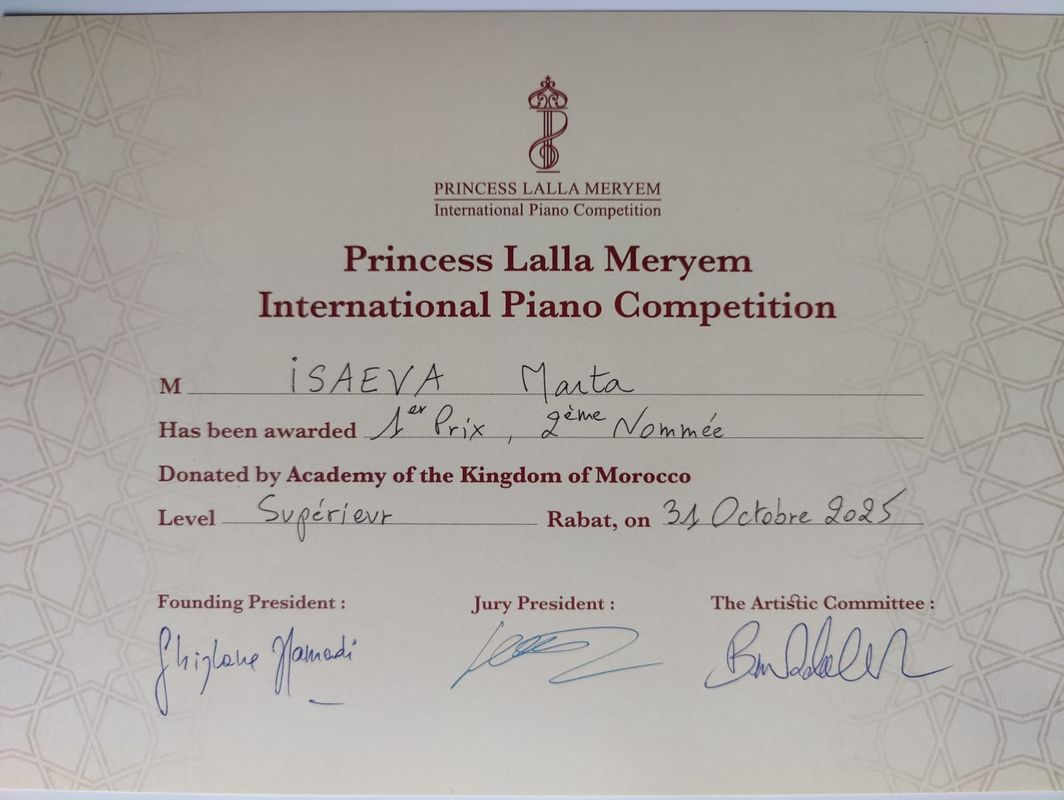 PRINCESS LALLA MERYEM
International Piano Competition
Princess Lalla Meryem
International Piano Competition
M ISAEVA Marta
Has been awarded 1er Prix, 2ème Nommée
Donated by Academy of the Kingdom of Morocco
Level Supérieur Rabat, on 31 Octobre 2025
Founding President : Jury President : The Artistic Committee :
Ghizlane Hamadi